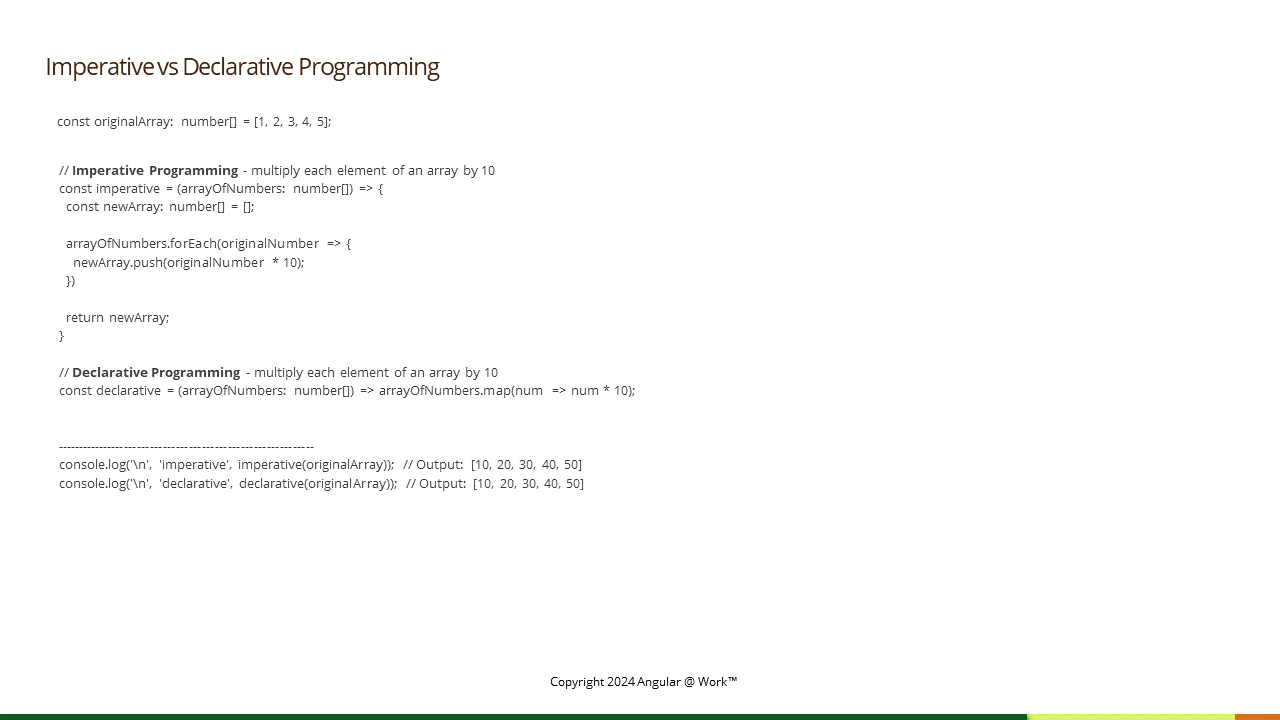 Imperative vs Declarative Programming
const originalArray: number[] = [1, 2, 3, 4, 5];
// Imperative Programming - multiply each element of an array by 10
const imperative = (arrayOfNumbers: number[]) => {
const newArray: number[] = [];
arrayOfNumbers.forEach(originalNumber => {
newArray.push(originalNumber * 10);
})
return newArray;
}
// Declarative Programming - multiply each element of an array by 10
const declarative = (arrayOfNumbers: number[]) => arrayOfNumbers.map(num => num * 10);
--------------------------------------------------------------
console.log('\n', 'imperative', imperative(originalArray)); // Output: [10, 20, 30, 40, 50]
console.log('\n', 'declarative', declarative(originalArray)); // Output: [10, 20, 30, 40, 50]
Copyright 2024 Angular @ Work™